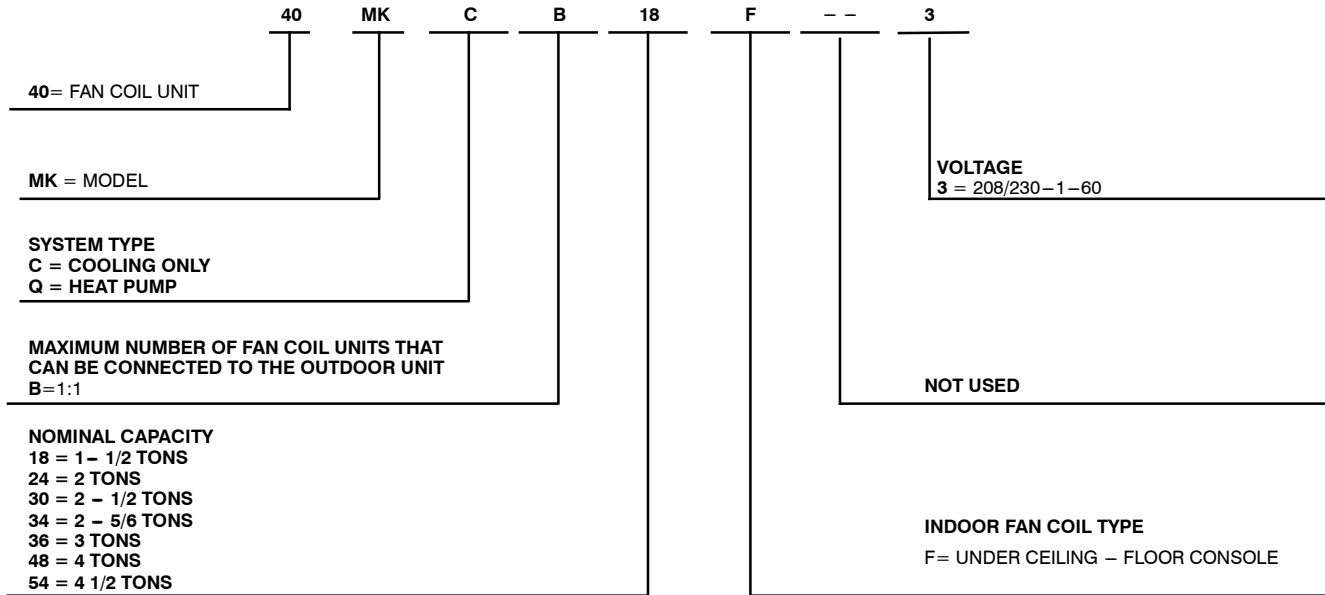 40 MK C B 18 F – – 3
40= FAN COIL UNIT
MK = MODEL
SYSTEM TYPE
C = COOLING ONLY
Q = HEAT PUMP
MAXIMUM NUMBER OF FAN COIL UNITS THAT
CAN BE CONNECTED TO THE OUTDOOR UNIT
B=1:1
NOMINAL CAPACITY
18 = 1– 1/2 TONS
24 = 2 TONS
30 = 2 – 1/2 TONS
34 = 2 – 5/6 TONS
36 = 3 TONS
48 = 4 TONS
54 = 4 1/2 TONS
VOLTAGE
3 = 208/230–1–60
NOT USED
INDOOR FAN COIL TYPE
F= UNDER CEILING – FLOOR CONSOLE